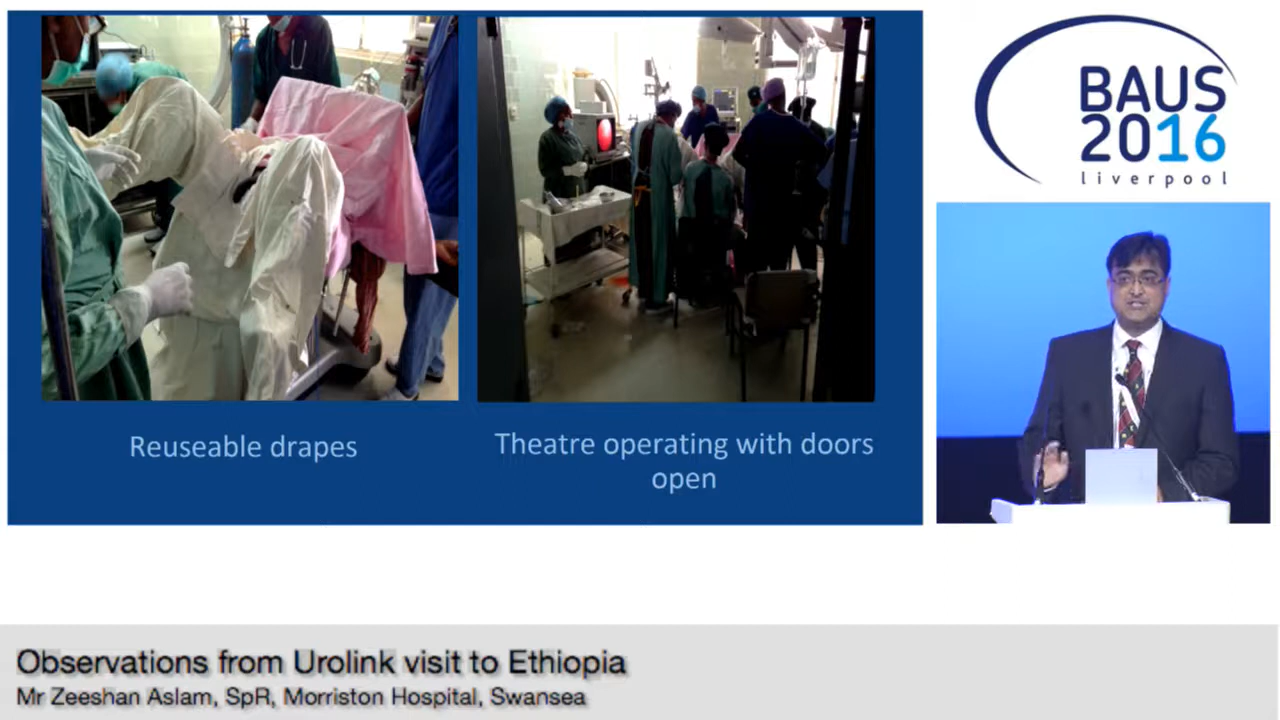 BAUS
2016
liverpool
Reuseable drapes
Theatre operating with doors
open
Observations from Urolink visit to Ethiopia
Mr Zeeshan Aslam, SpR, Morriston Hospital, Swansea